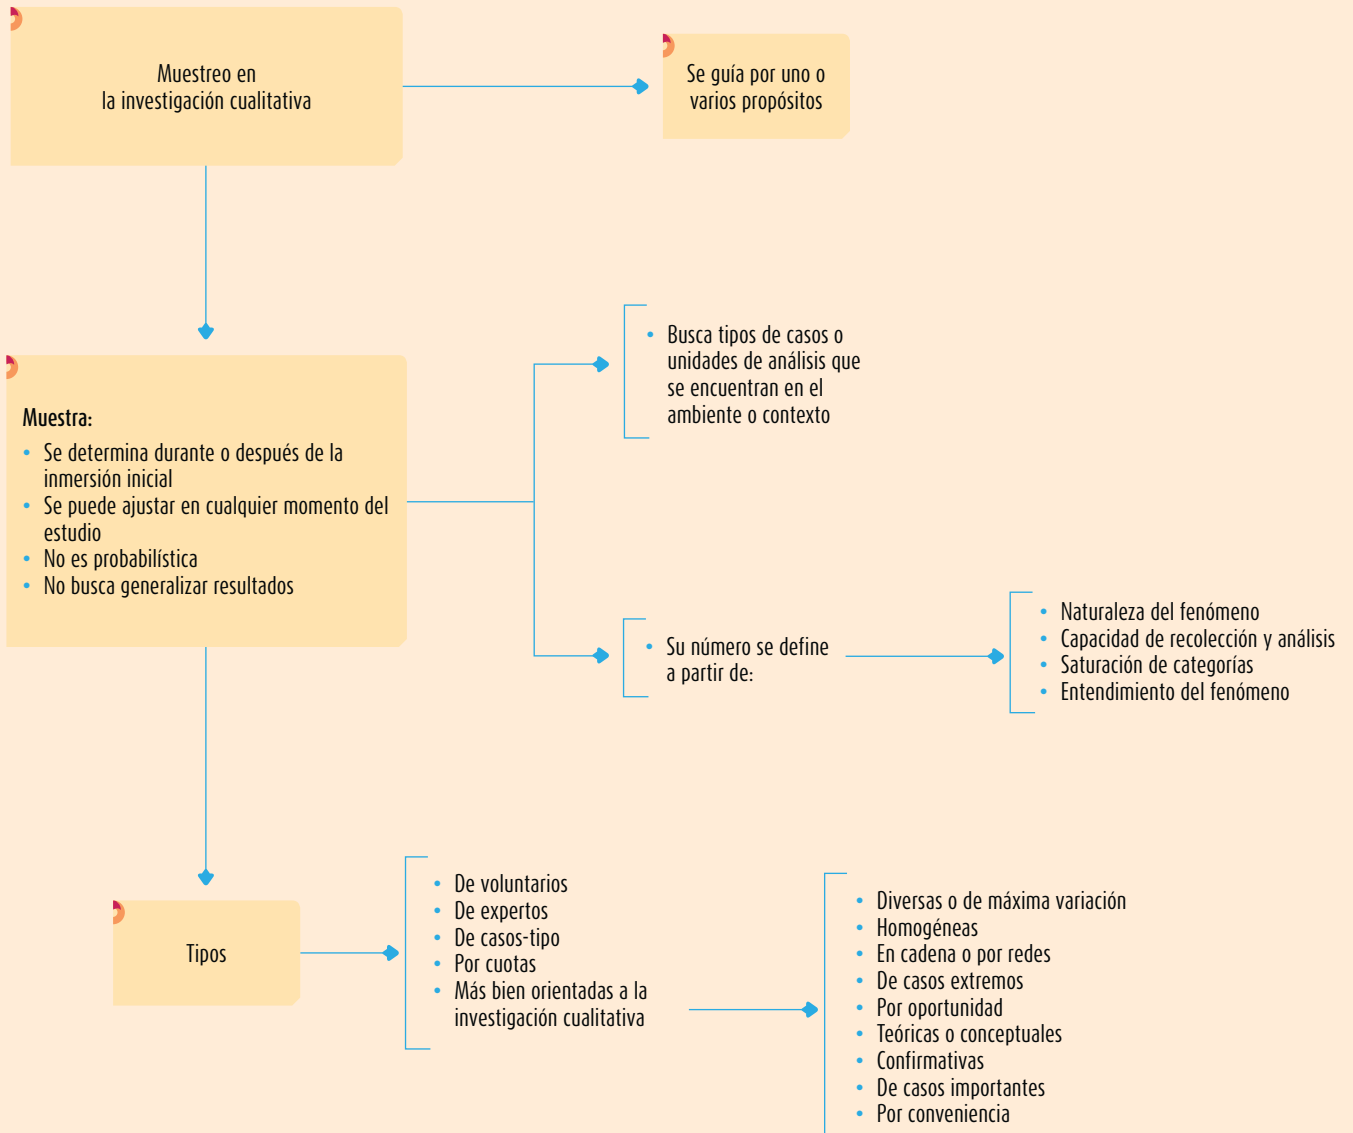 Muestreo en
la investigación cualitativa
Se guía por uno o
varios propósitos
• Busca tipos de casos o
unidades de análisis que
se encuentran en el
ambiente o contexto
Muestra:
• Se determina durante o después de la
inmersión inicial
• Se puede ajustar en cualquier momento del
estudio
• No es probabilística
• No busca generalizar resultados
• Su número se define
a partir de:
• Naturaleza del fenómeno
• Capacidad de recolección y análisis
• Saturación de categorías
• Entendimiento del fenómeno
Tipos
• De voluntarios
• De expertos
• De casos-tipo
• Por cuotas
• Más bien orientadas a la
investigación cualitativa
• Diversas o de máxima variación
• Homogéneas
• En cadena o por redes
• De casos extremos
• Por oportunidad
• Teóricas o conceptuales
• Confirmativas
• De casos importantes
• Por conveniencia